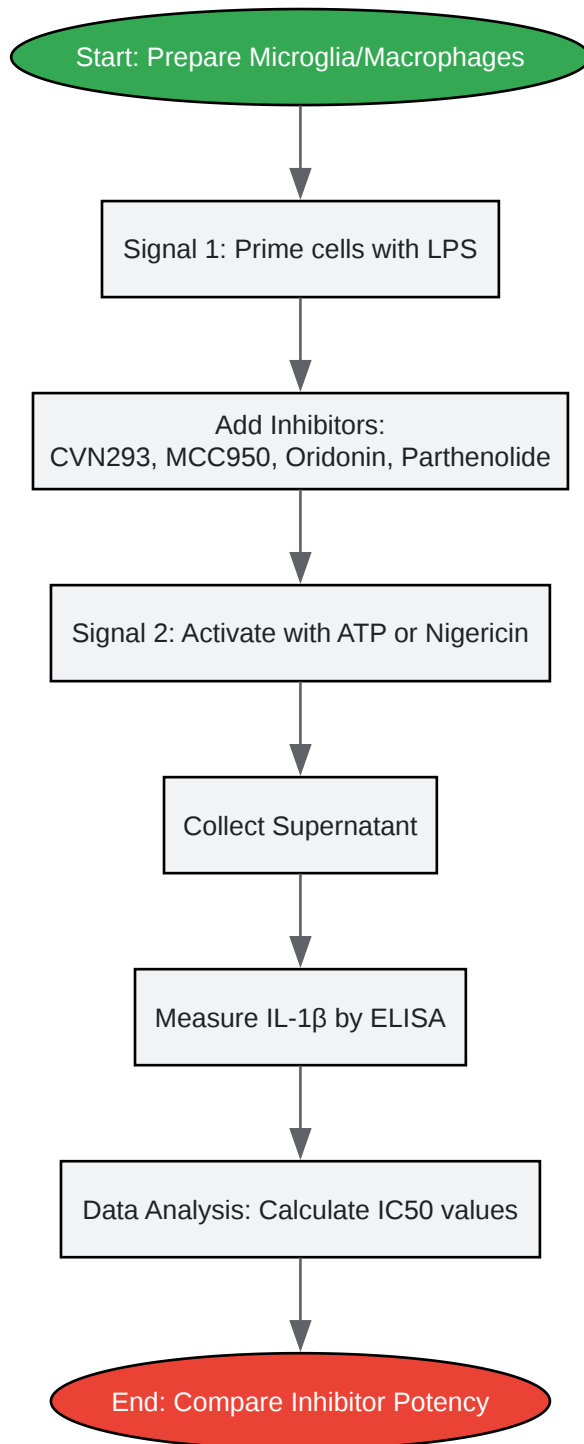 Start: Prepare Microglia/Macrophages
Signal 1: Prime cells with LPS
Add Inhibitors:
CVN293, MCC950, Oridonin, Parthenolide
Signal 2: Activate with ATP or Nigericin
Collect Supernatant
Measure IL-1β by ELISA
Data Analysis: Calculate IC50 values
End: Compare Inhibitor Potency